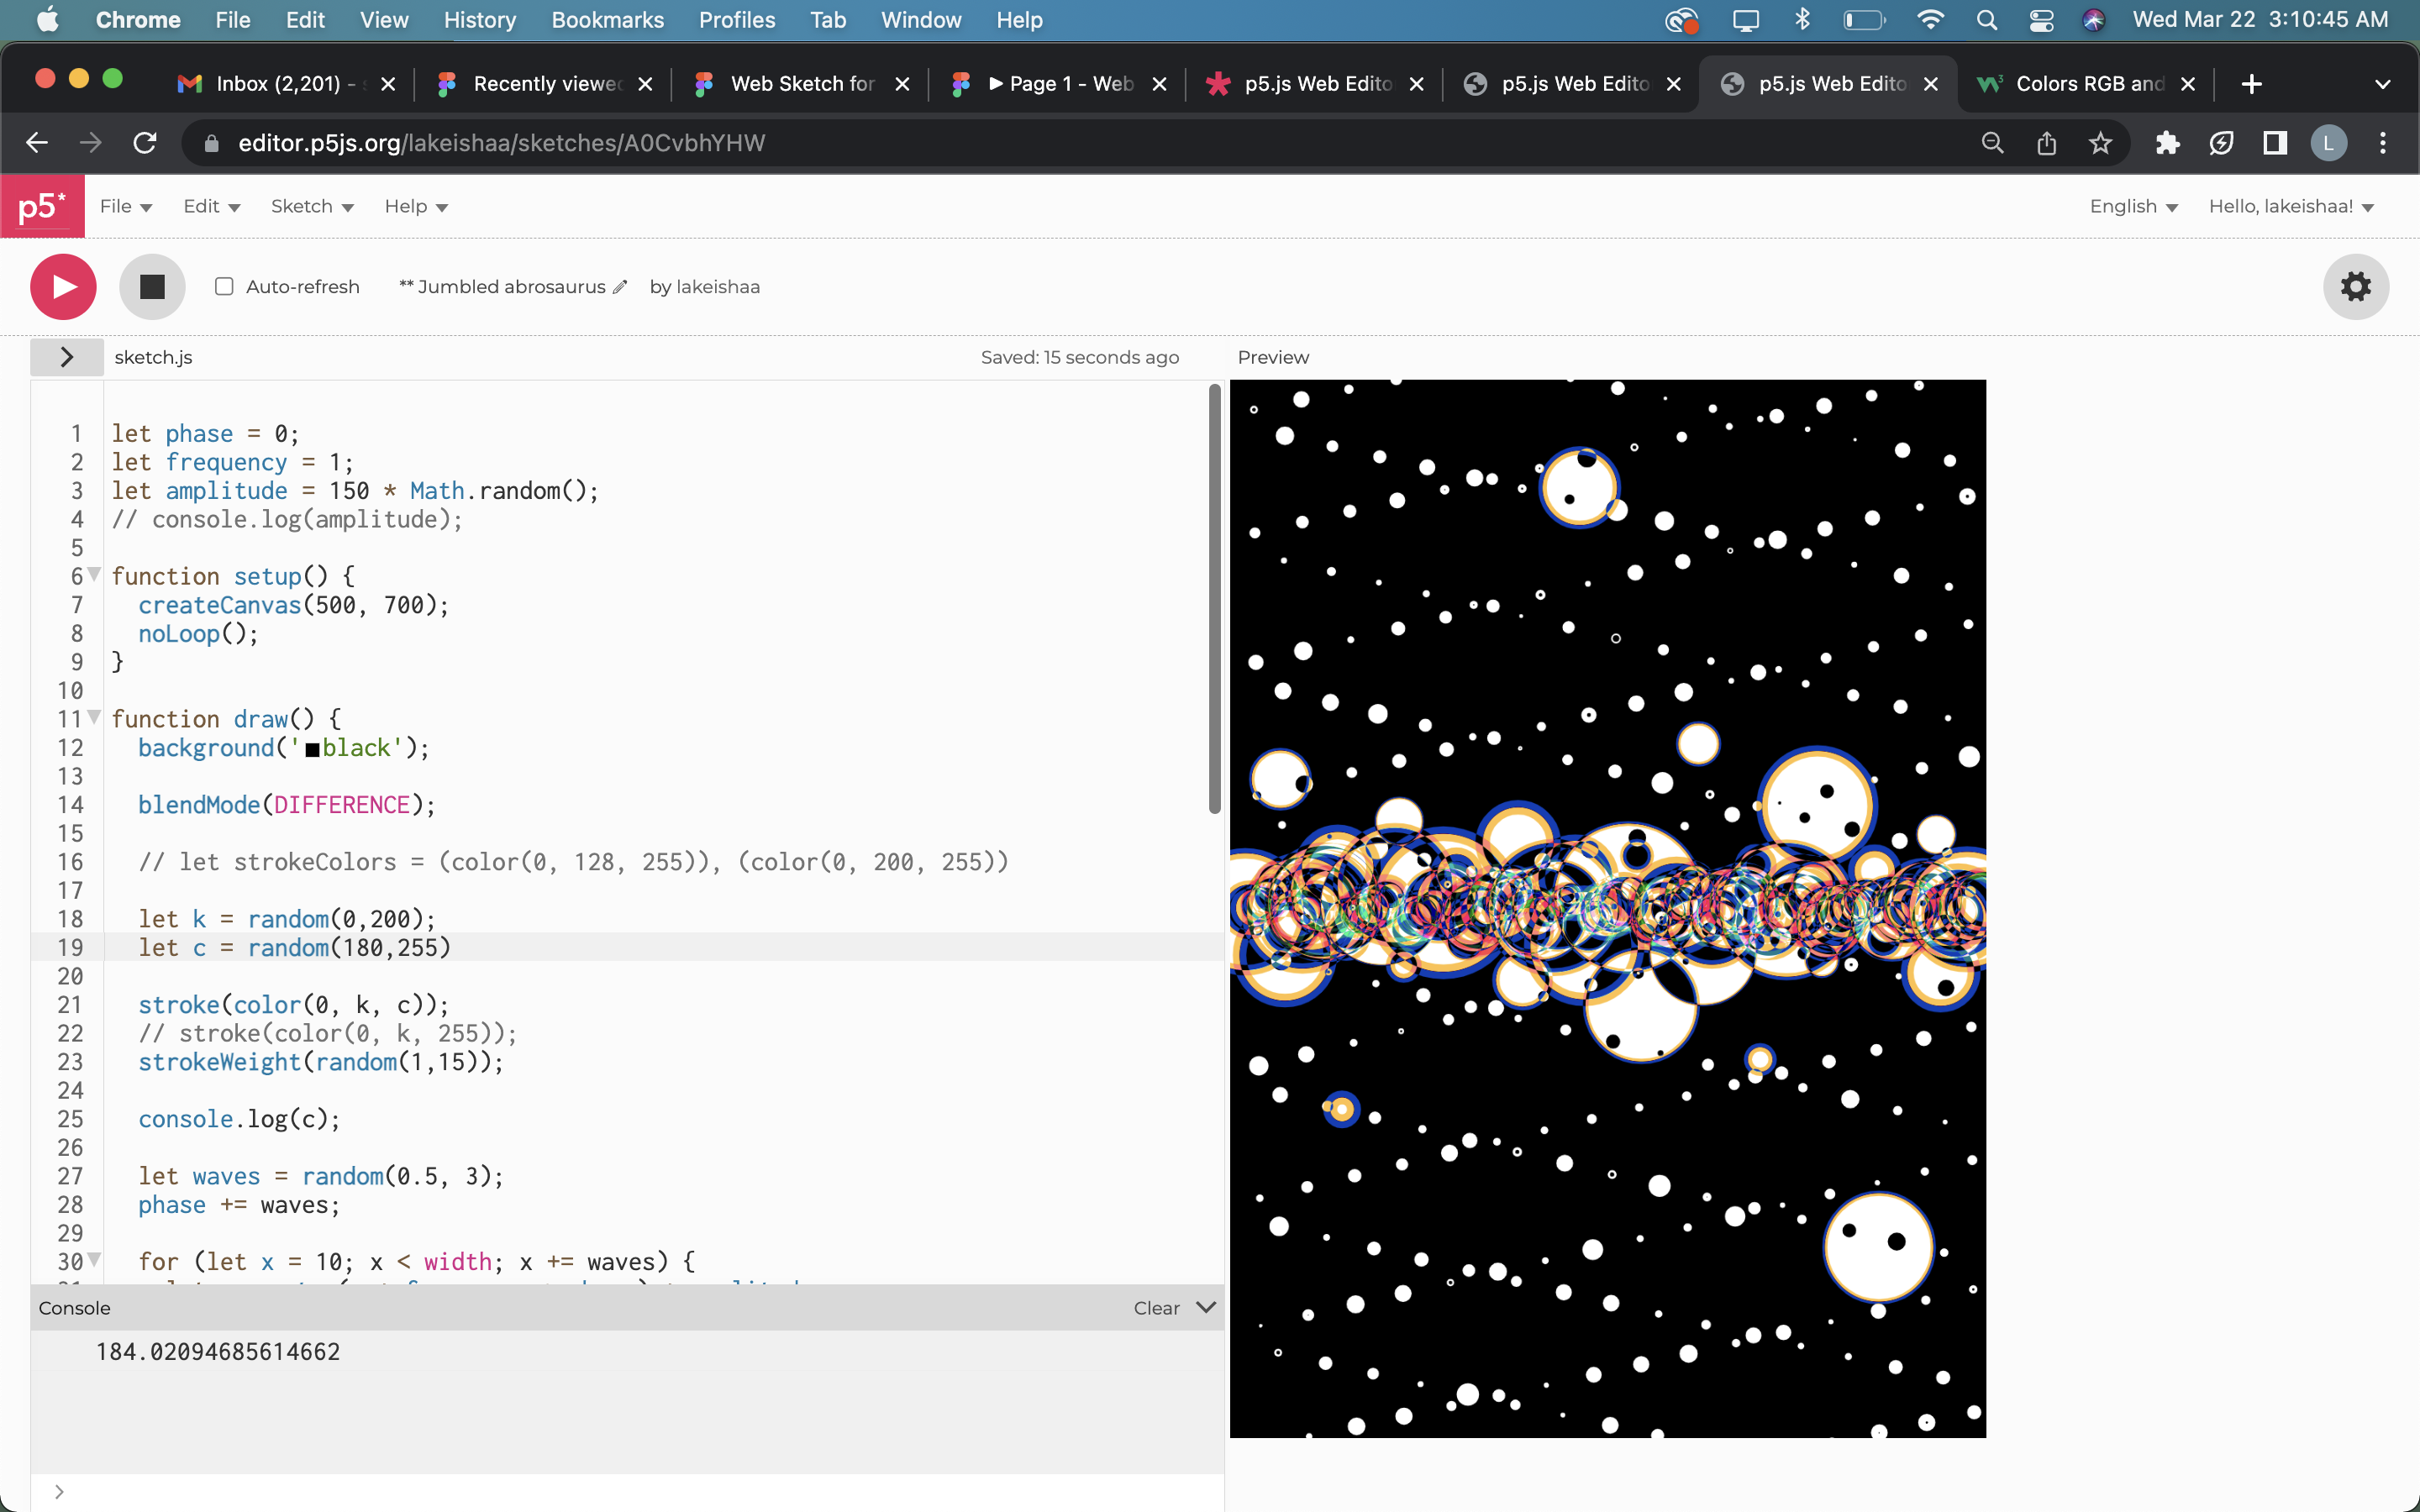 Chrome File Edit View History Bookmarks Profiles Tab Window Help Wed Mar 22 3:10:45 AM
Inbox (2,201) - Recently viewed Web Sketch for ▶ Page 1 - Web p5.js Web Edito p5.js Web Edito p5.js Web Edito Colors RGB and
editor.p5js.org/lakeishaa/sketches/A0CvbhYHW L
p5* File Edit Sketch Help English Hello, lakeishaa!
Auto-refresh ** Jumbled abrosaurus by lakeishaa
sketch.js Saved: 15 seconds ago Preview
1 let phase = 0;
2 let frequency = 1;
3 let amplitude = 150 * Math.random();
4 // console.log(amplitude);
5
6 function setup() {
7 createCanvas(500, 700);
8 noLoop();
9 }
10
11 function draw() {
12 background('black');
13
14 blendMode(DIFFERENCE);
15
16 // let strokeColors = (color(0, 128, 255)), (color(0, 200, 255))
17
18 let k = random(0,200);
19 let c = random(180,255)
20
21 stroke(color(0, k, c));
22 // stroke(color(0, k, 255));
23 strokeWeight(random(1,15));
24
25 console.log(c);
26
27 let waves = random(0.5, 3);
28 phase += waves;
29
30 for (let x = 10; x < width; x += waves) {
Console Clear
184.02094685614662